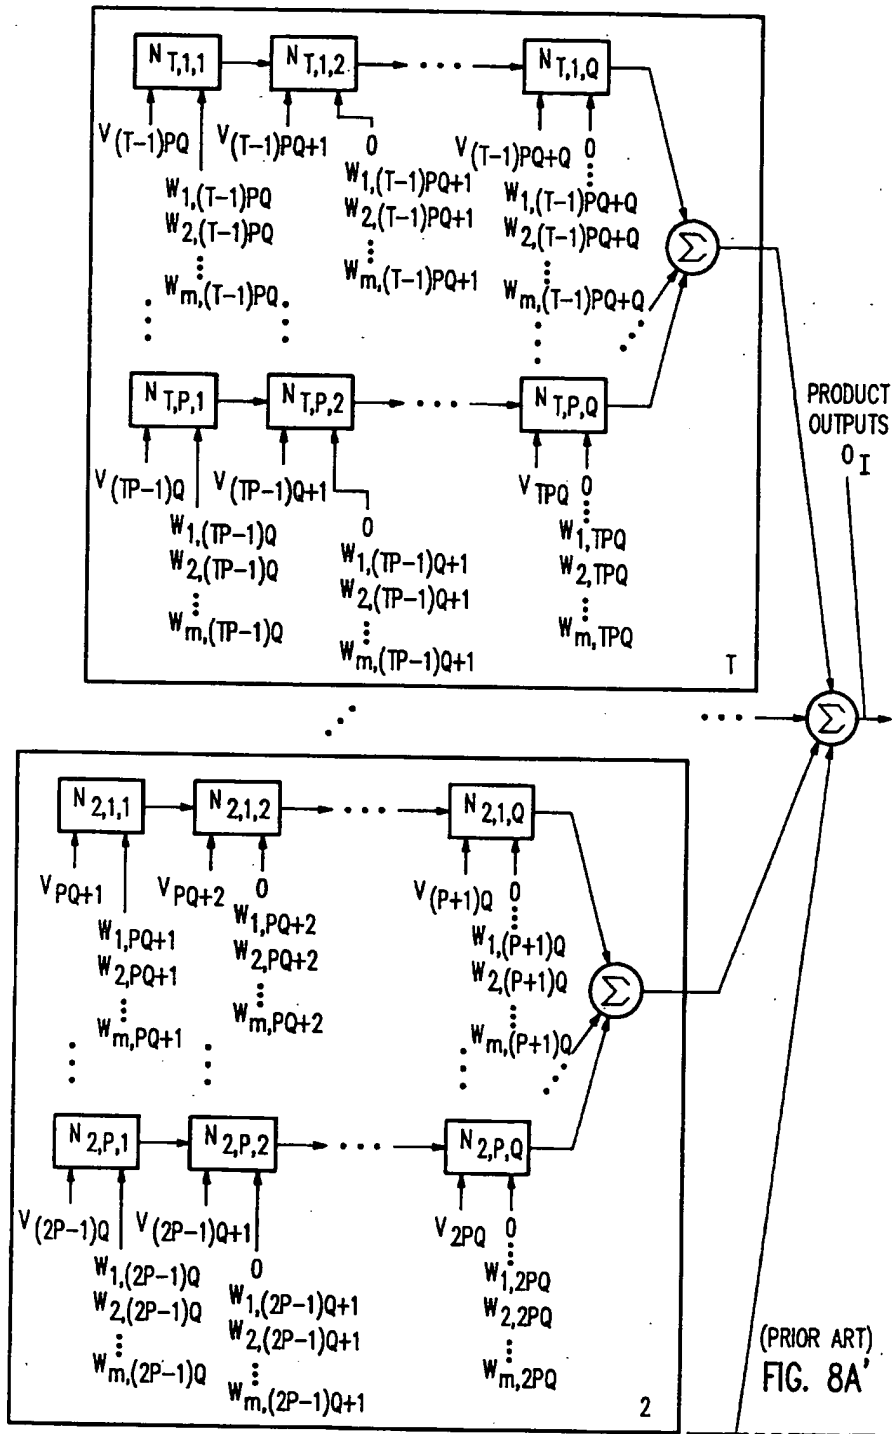 N T,1,1 N T,1,2 • • • N T,1,Q
V (T-1)PQ V (T-1)PQ+1 0 V (T-1)PQ+Q 0
W 1,(T-1)PQ W 1,(T-1)PQ+1 W 1,(T-1)PQ+Q
W 2,(T-1)PQ W 2,(T-1)PQ+1 W 2,(T-1)PQ+Q
W m,(T-1)PQ W m,(T-1)PQ+1 W m,(T-1)PQ+Q
Σ
N T,P,1 N T,P,2 • • • N T,P,Q
V (TP-1)Q V (TP-1)Q+1 0 V TPQ 0
W 1,(TP-1)Q W 1,(TP-1)Q+1 W 1,TPQ
W 2,(TP-1)Q W 2,(TP-1)Q+1 W 2,TPQ
W m,(TP-1)Q W m,(TP-1)Q+1 W m,TPQ
T
PRODUCT
OUTPUTS
O I
• • • Σ
N 2,1,1 N 2,1,2 • • • N 2,1,Q
V PQ+1 V PQ+2 0 V (P+1)Q 0
W 1,PQ+1 W 1,PQ+2 W 1,(P+1)Q
W 2,PQ+1 W 2,PQ+2 W 2,(P+1)Q
W m,PQ+1 W m,PQ+2 W m,(P+1)Q
Σ
N 2,P,1 N 2,P,2 • • • N 2,P,Q
V (2P-1)Q V (2P-1)Q+1 0 V 2PQ 0
W 1,(2P-1)Q W 1,(2P-1)Q+1 W 1,2PQ
W 2,(2P-1)Q W 2,(2P-1)Q+1 W 2,2PQ
W m,(2P-1)Q W m,(2P-1)Q+1 W m,2PQ
2
(PRIOR ART)
FIG. 8A'